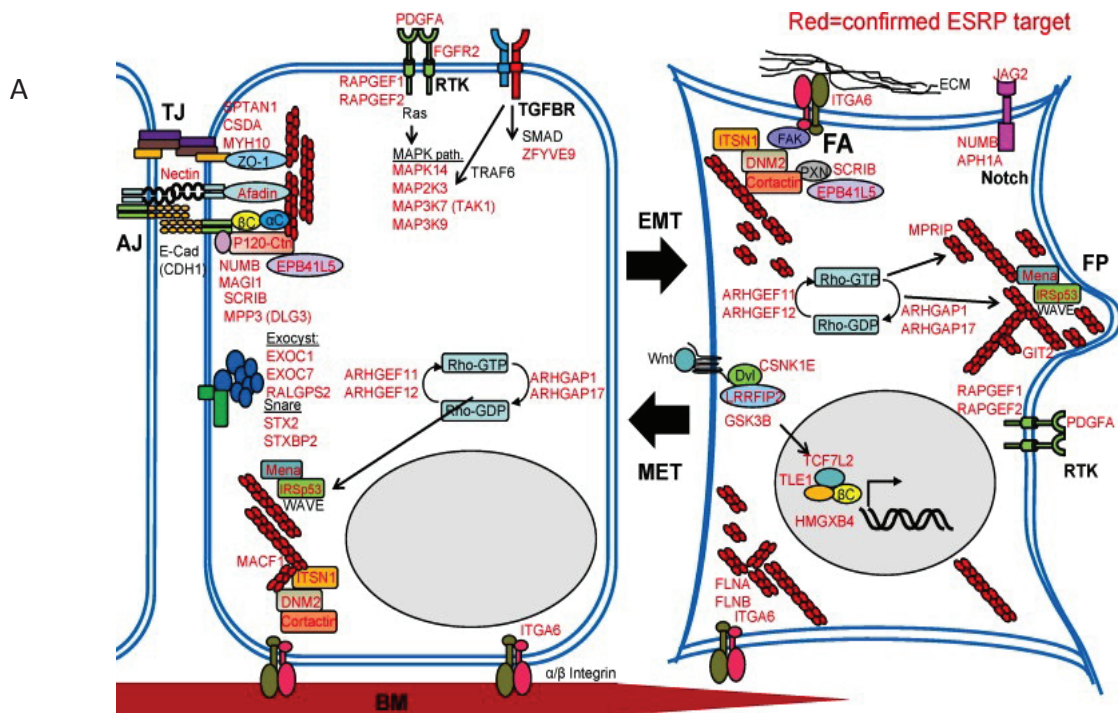 A
Red=confirmed ESRP target
PDGFA
FGFR2
RTK
RAPGEF1
RAPGEF2
Ras
MAPK path.
MAPK14
MAP2K3
MAP3K7 (TAK1)
MAP3K9
TGFBR
SMAD
ZFYVE9
TRAF6
TJ
SPTAN1
CSDA
MYH10
ZO-1
Nectin
Afadin
βC
αC
P120-Ctn
AJ
E-Cad
(CDH1)
EPB41L5
NUMB
MAGI1
SCRIB
MPP3 (DLG3)
Exocyst:
EXOC1
EXOC7
RALGPS2
Snare
STX2
STXBP2
ARHGEF11
ARHGEF12
Rho-GTP
Rho-GDP
ARHGAP1
ARHGAP17
Mena
IRSp53
WAVE
MACF1
ITSN1
DNM2
Cortactin
ITGA6
α/β Integrin
BM
EMT
MET
ECM
ITGA6
FAK
FA
ITSN1
DNM2
PXN
SCRIB
Cortactin
EPB41L5
JAG2
NUMB
APH1A
Notch
MPRIP
FP
Mena
IRSp53
WAVE
GIT2
ARHGEF11
ARHGEF12
Rho-GTP
Rho-GDP
ARHGAP1
ARHGAP17
Wnt
Dvl
CSNK1E
LRRFIP2
GSK3B
RAPGEF1
RAPGEF2
PDGFA
RTK
TCF7L2
TLE1
βC
HMGXB4
FLNA
FLNB
ITGA6